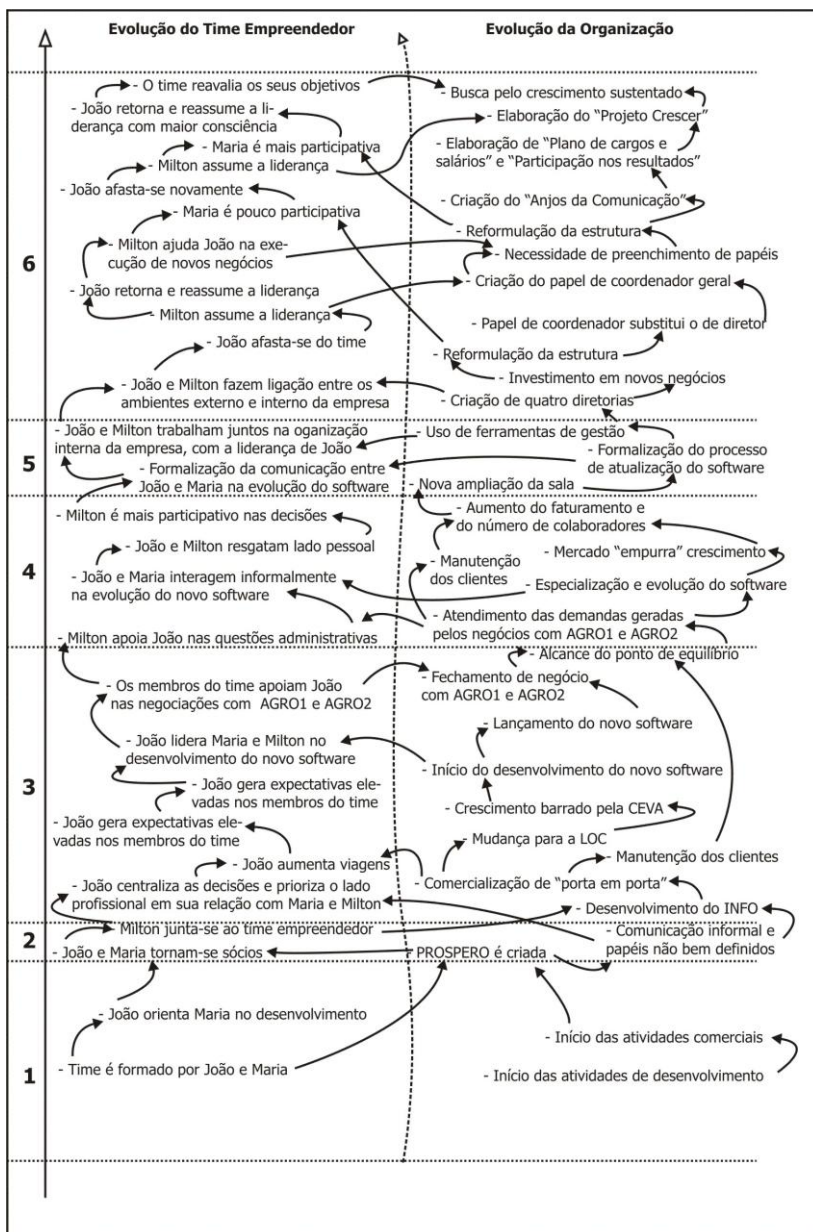 Evolução do Time Empreendedor
Evolução da Organização
6
- O time reavalia os seus objetivos
- João retorna e reassume a li-
derança com maior consciência
- Maria é mais participativa
- Milton assume a liderança
- João afasta-se novamente
- Maria é pouco participativa
- Milton ajuda João na exe-
cução de novos negócios
- João retorna e reassume a liderança
- Milton assume a liderança
- João afasta-se do time
- João e Milton fazem ligação entre os
ambientes externo e interno da empresa
- Busca pelo crescimento sustentado
- Elaboração do “Projeto Crescer”
- Elaboração de “Plano de cargos e
salários” e “Participação nos resultados”
- Criação do “Anjos da Comunicação”
- Reformulação da estrutura
- Necessidade de preenchimento de papéis
- Criação do papel de coordenador geral
- Papel de coordenador substitui o de diretor
- Reformulação da estrutura
- Investimento em novos negócios
- Criação de quatro diretorias
5
- João e Milton trabalham juntos na oganização
interna da empresa, com a liderança de João
- Formalização da comunicação entre
João e Maria na evolução do software
- Uso de ferramentas de gestão
- Formalização do processo
de atualização do software
- Nova ampliação da sala
4
- Milton é mais participativo nas decisões
- João e Milton resgatam lado pessoal
- João e Maria interagem informalmente
na evolução do novo software
- Milton apoia João nas questões administrativas
- Aumento do faturamento e
do número de colaboradores
- Mercado “empurra” crescimento
- Manutenção
dos clientes
- Especialização e evolução do software
- Atendimento das demandas geradas
pelos negócios com AGRO1 e AGRO2
3
- Os membros do time apoiam João
nas negociações com AGRO1 e AGRO2
- João lidera Maria e Milton no
desenvolvimento do novo software
- João gera expectativas ele-
vadas nos membros do time
- João gera expectativas ele-
vadas nos membros do time
- João aumenta viagens
- João centraliza as decisões e prioriza o lado
profissional em sua relação com Maria e Milton
- Alcance do ponto de equilíbrio
- Fechamento de negócio
com AGRO1 e AGRO2
- Lançamento do novo software
- Início do desenvolvimento do novo software
- Crescimento barrado pela CEVA
- Mudança para a LOC
- Manutenção dos clientes
- Comercialização de “porta em porta”
- Desenvolvimento do INFO
2
Milton junta-se ao time empreendedor
- João e Maria tornam-se sócios
- Comunicação informal e
papéis não bem definidos
PROSPERO é criada
1
- João orienta Maria no desenvolvimento
- Time é formado por João e Maria
- Início das atividades comerciais
- Início das atividades de desenvolvimento